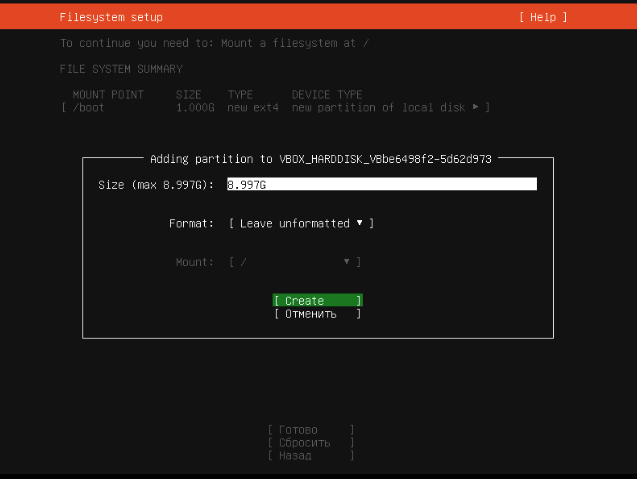 Filesystem setup [ Help ]
To continue you need to: Mount a filesystem at /
FILE SYSTEM SUMMARY
MOUNT POINT SIZE TYPE DEVICE TYPE
[ /boot 1.000G new ext4 new partition of local disk ► ]
Adding partition to VBOX_HARDDISK_VBbe6498f2-5d62d973
Size (max 8.997G): 8.997G
Format: [ Leave unformatted ▼ ]
Mount: [ / ▼ ]
[ Create ]
[ Отменить ]
[ Готово ]
[ Сбросить ]
[ Назад ]